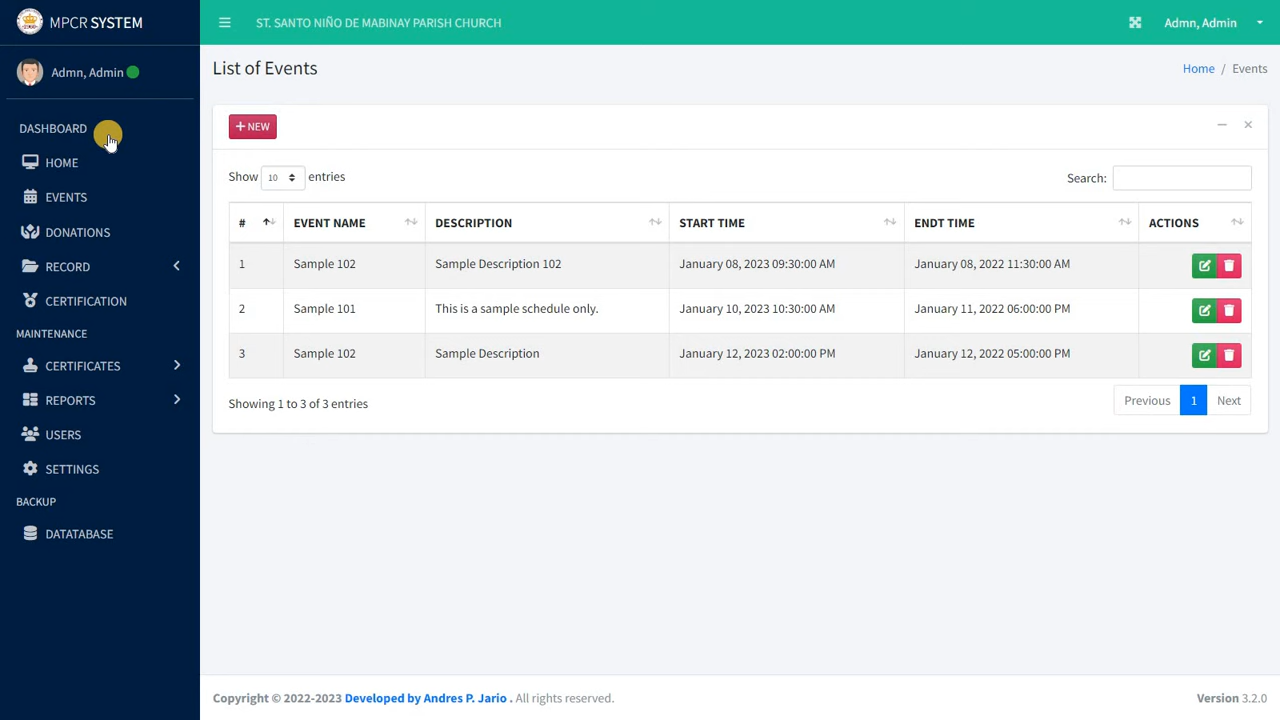 MPCR SYSTEM
ST. SANTO NIÑO DE MABINAY PARISH CHURCH
Admn, Admin
Admn, Admin
DASHBOARD
HOME
EVENTS
DONATIONS
RECORD
CERTIFICATION
MAINTENANCE
CERTIFICATES
REPORTS
USERS
SETTINGS
BACKUP
DATATABASE
List of Events
Home / Events
+ NEW
Show 10 entries
Search:
# EVENT NAME DESCRIPTION START TIME ENDT TIME ACTIONS
1 Sample 102 Sample Description 102 January 08, 2023 09:30:00 AM January 08, 2022 11:30:00 AM
2 Sample 101 This is a sample schedule only. January 10, 2023 10:30:00 AM January 11, 2022 06:00:00 PM
3 Sample 102 Sample Description January 12, 2023 02:00:00 PM January 12, 2022 05:00:00 PM
Showing 1 to 3 of 3 entries
Previous 1 Next
Copyright © 2022-2023 Developed by Andres P. Jario . All rights reserved.
Version 3.2.0